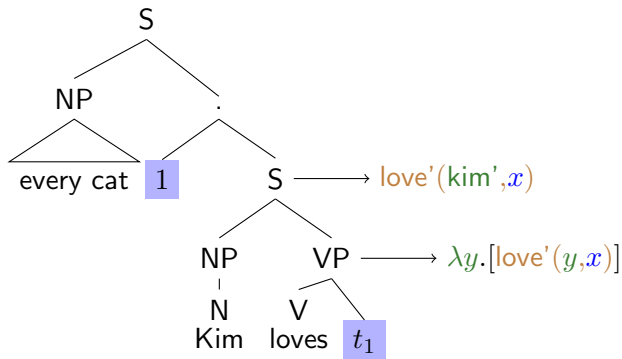 S
NP .
every cat 1 S love'(kim',x)
NP VP λy.[love'(y,x)]
N V
Kim loves t₁